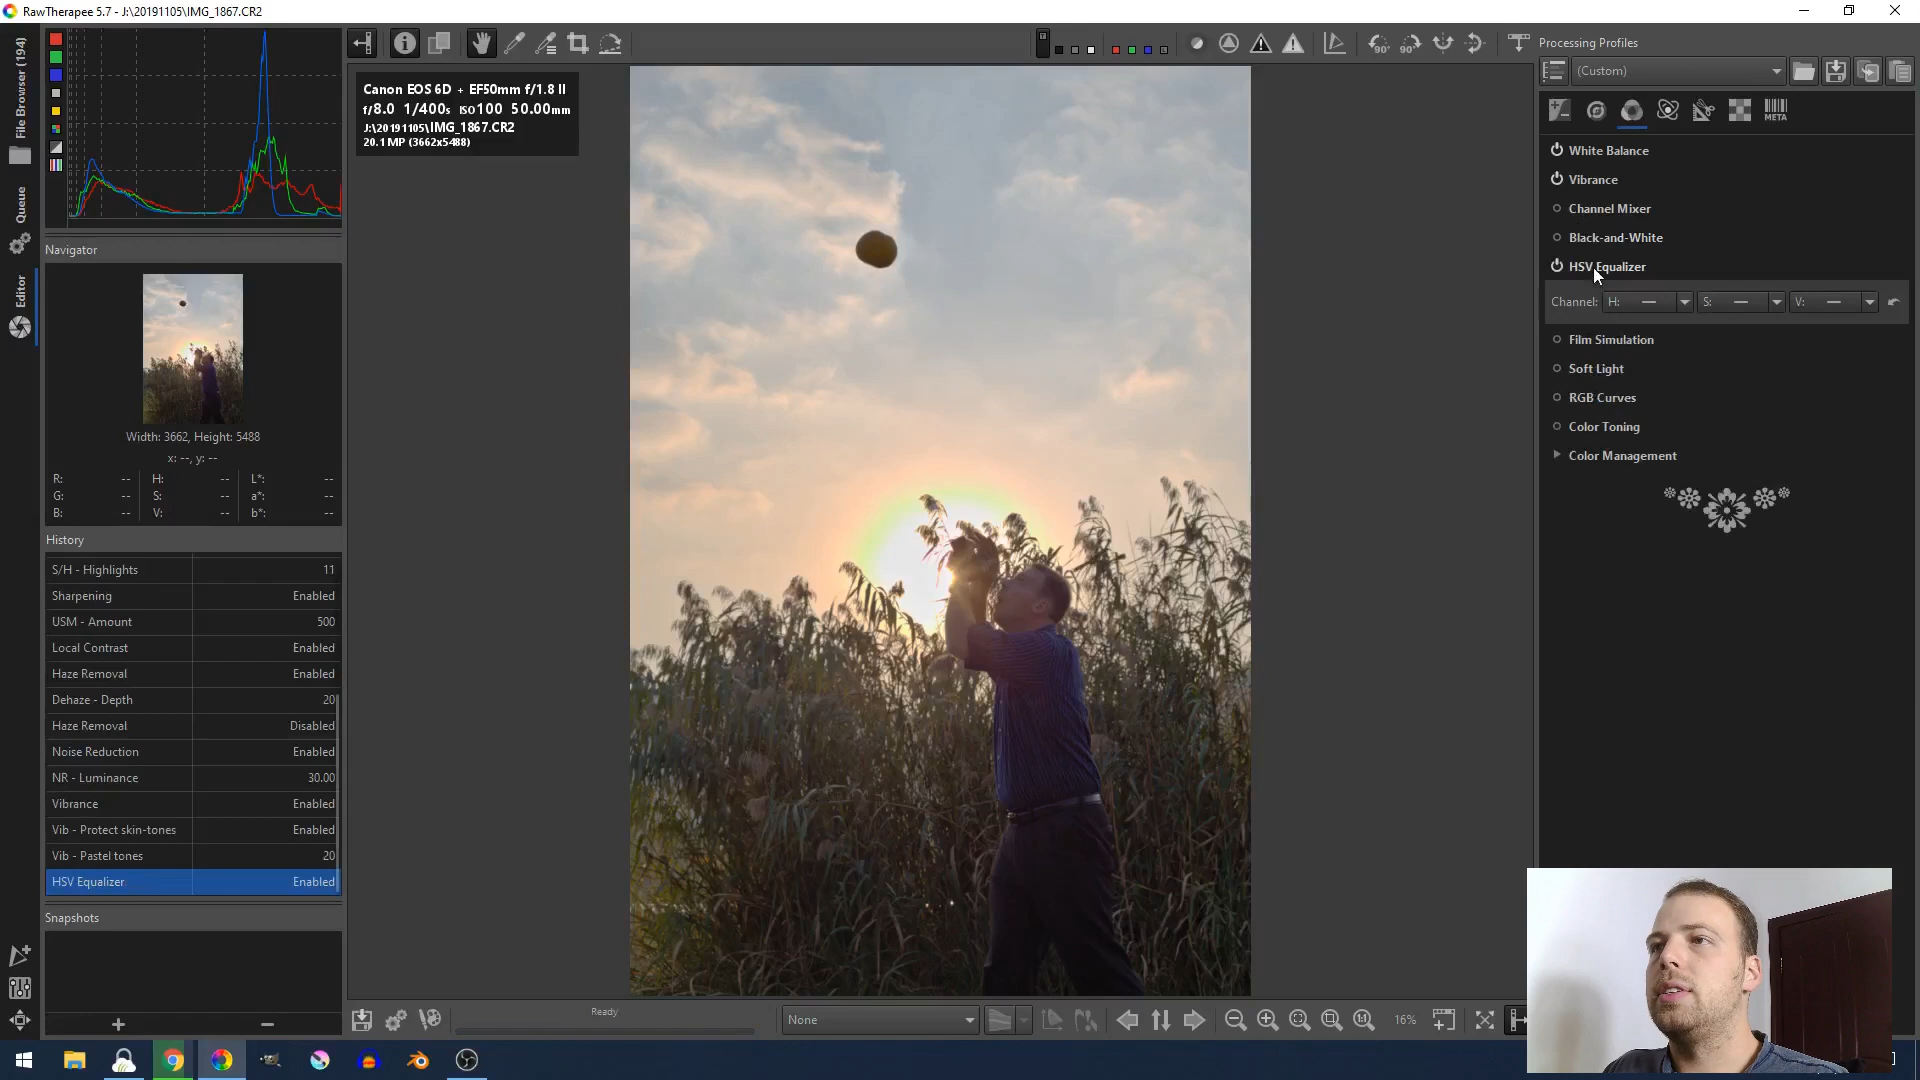 RawTherapee 5.7 - J:\20191105\IMG_1867.CR2
File Browser (194)
Queue
Editor
Canon EOS 6D + EF50mm f/1.8 II
f/8.0 1/400s ISO100 50.00mm
J:\20191105\IMG_1867.CR2
20.1 MP (3662x5488)
Navigator
Width: 3662, Height: 5488
x: --, y: --
R: -- H: -- L*: --
G: -- S: -- a*: --
B: -- V: -- b*: --
History
S/H - Highlights 11
Sharpening Enabled
USM - Amount 500
Local Contrast Enabled
Haze Removal Enabled
Dehaze - Depth 20
Haze Removal Disabled
Noise Reduction Enabled
NR - Luminance 30.00
Vibrance Enabled
Vib - Protect skin-tones Enabled
Vib - Pastel tones 20
HSV Equalizer Enabled
Snapshots
Ready
None
16%
90° 90°
Processing Profiles
(Custom)
META
White Balance
Vibrance
Channel Mixer
Black-and-White
HSV Equalizer
Channel: H: S: V:
Film Simulation
Soft Light
RGB Curves
Color Toning
Color Management